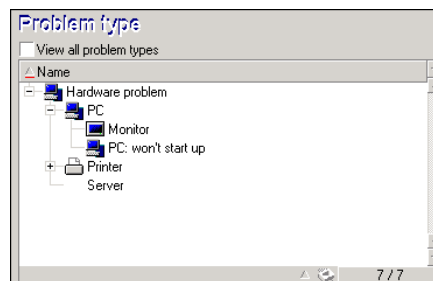 Problem type
View all problem types
Name
Hardware problem
PC
Monitor
PC: won't start up
Printer
Server
7 / 7